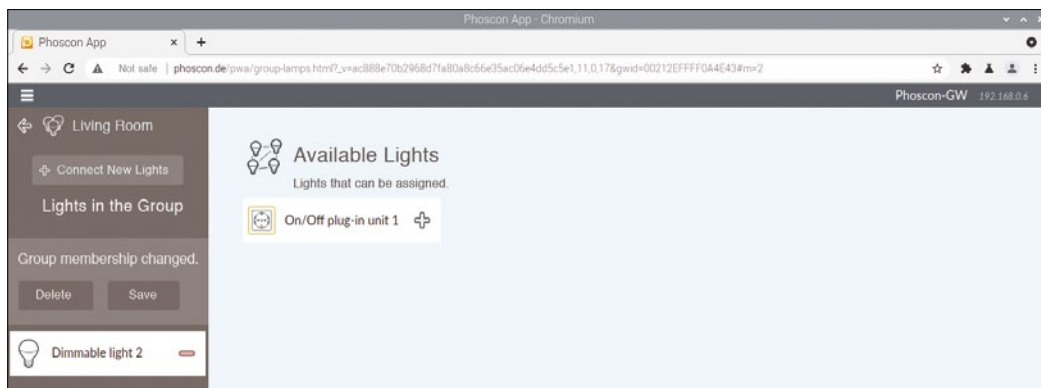 Phoscon App - Chromium
Phoscon App
Not safe | phoscon.de/pwa/group-lamps.html?_v=ac888e70b2968d7fa80a8c66e35ac06e4dd5c5e1,11,0,17&gwid=00212EFFFF0A4E43#m=2
Phoscon-GW 192.168.0.6
Living Room
Connect New Lights
Lights in the Group
Group membership changed.
Delete Save
Dimmable light 2
Available Lights
Lights that can be assigned.
On/Off plug-in unit 1